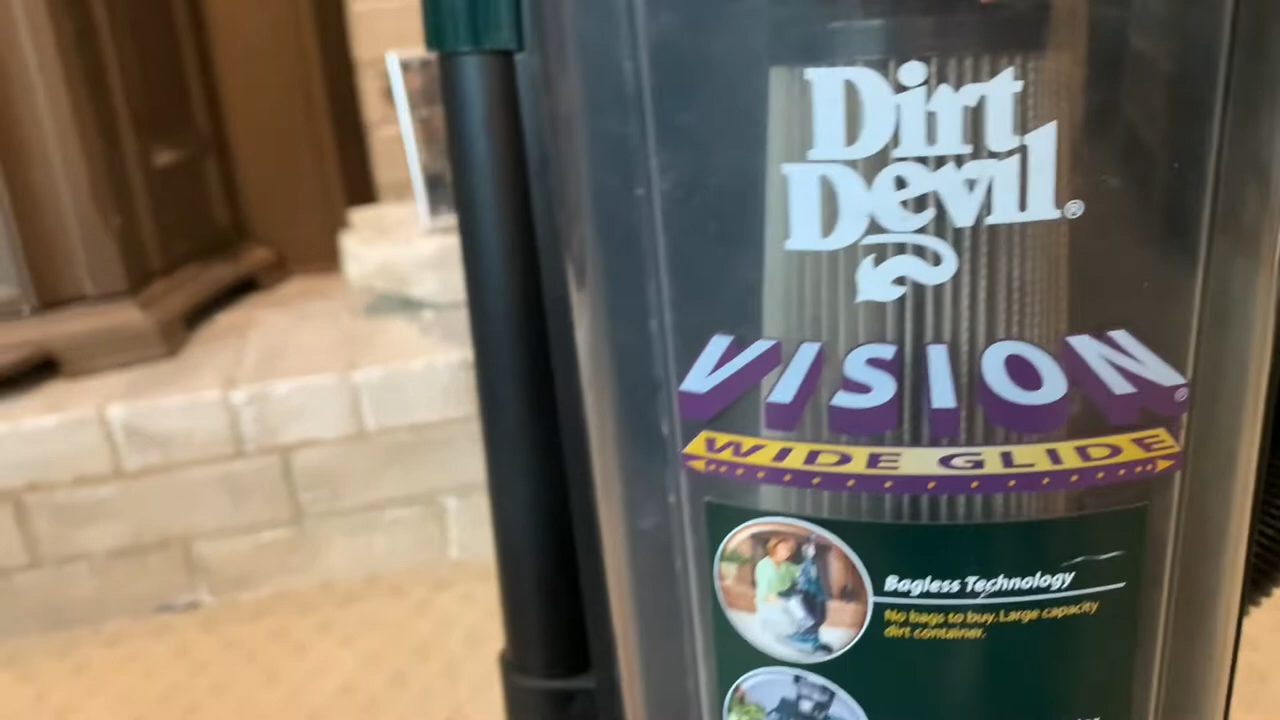 Dirt
Devil®
VISION®
WIDE GLIDE
Bagless Technology
No bags to buy. Large capacity
dirt container.